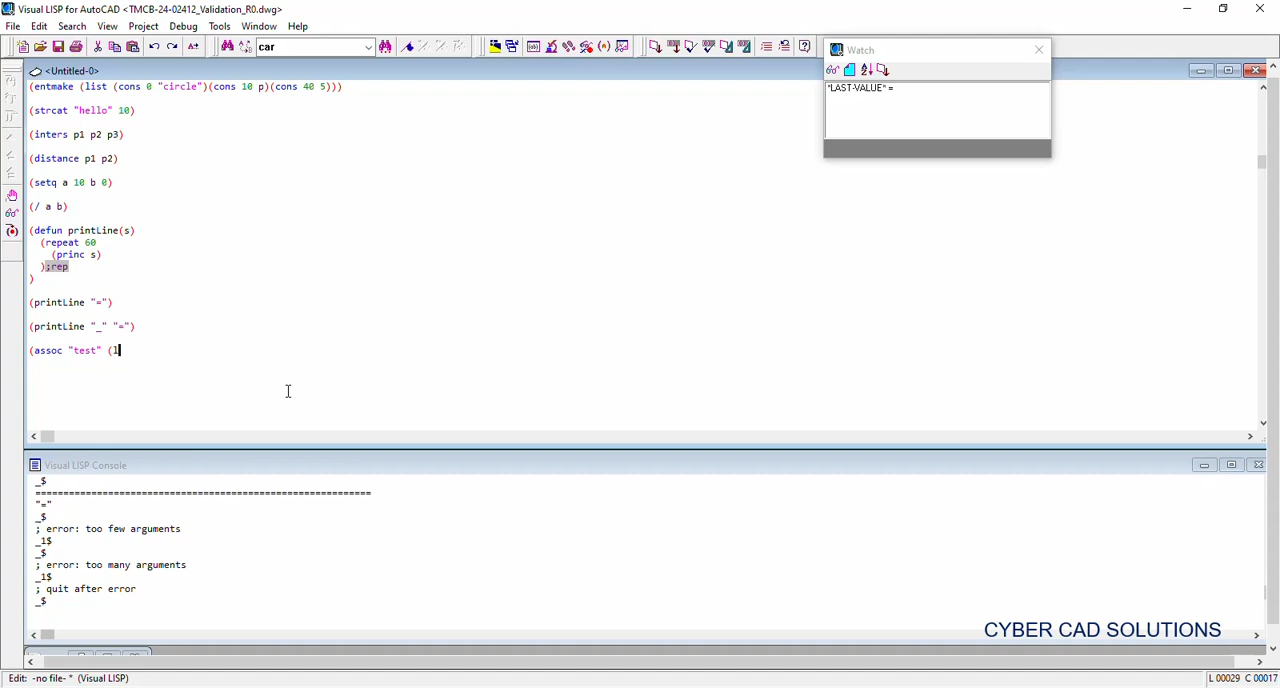 Visual LISP for AutoCAD <TMCB-24-02412_Validation_R0.dwg>
File Edit Search View Project Debug Tools Window Help
car
Watch
<Untitled-0>
*LAST-VALUE* =
(entmake (list (cons 0 "circle")(cons 10 p)(cons 40 5)))
(strcat "hello" 10)
(inters p1 p2 p3)
(distance p1 p2)
(setq a 10 b 0)
(/ a b)
(defun printLine(s)
(repeat 60
(princ s)
);rep
)
(printLine "=")
(printLine "_" "=")
(assoc "test" (l
Visual LISP Console
_$
============================================================
"="
_$
; error: too few arguments
_1$
_$
; error: too many arguments
_1$
; quit after error
_$
CYBER CAD SOLUTIONS
Edit: -no file- * (Visual LISP)
L 00029 C 00017